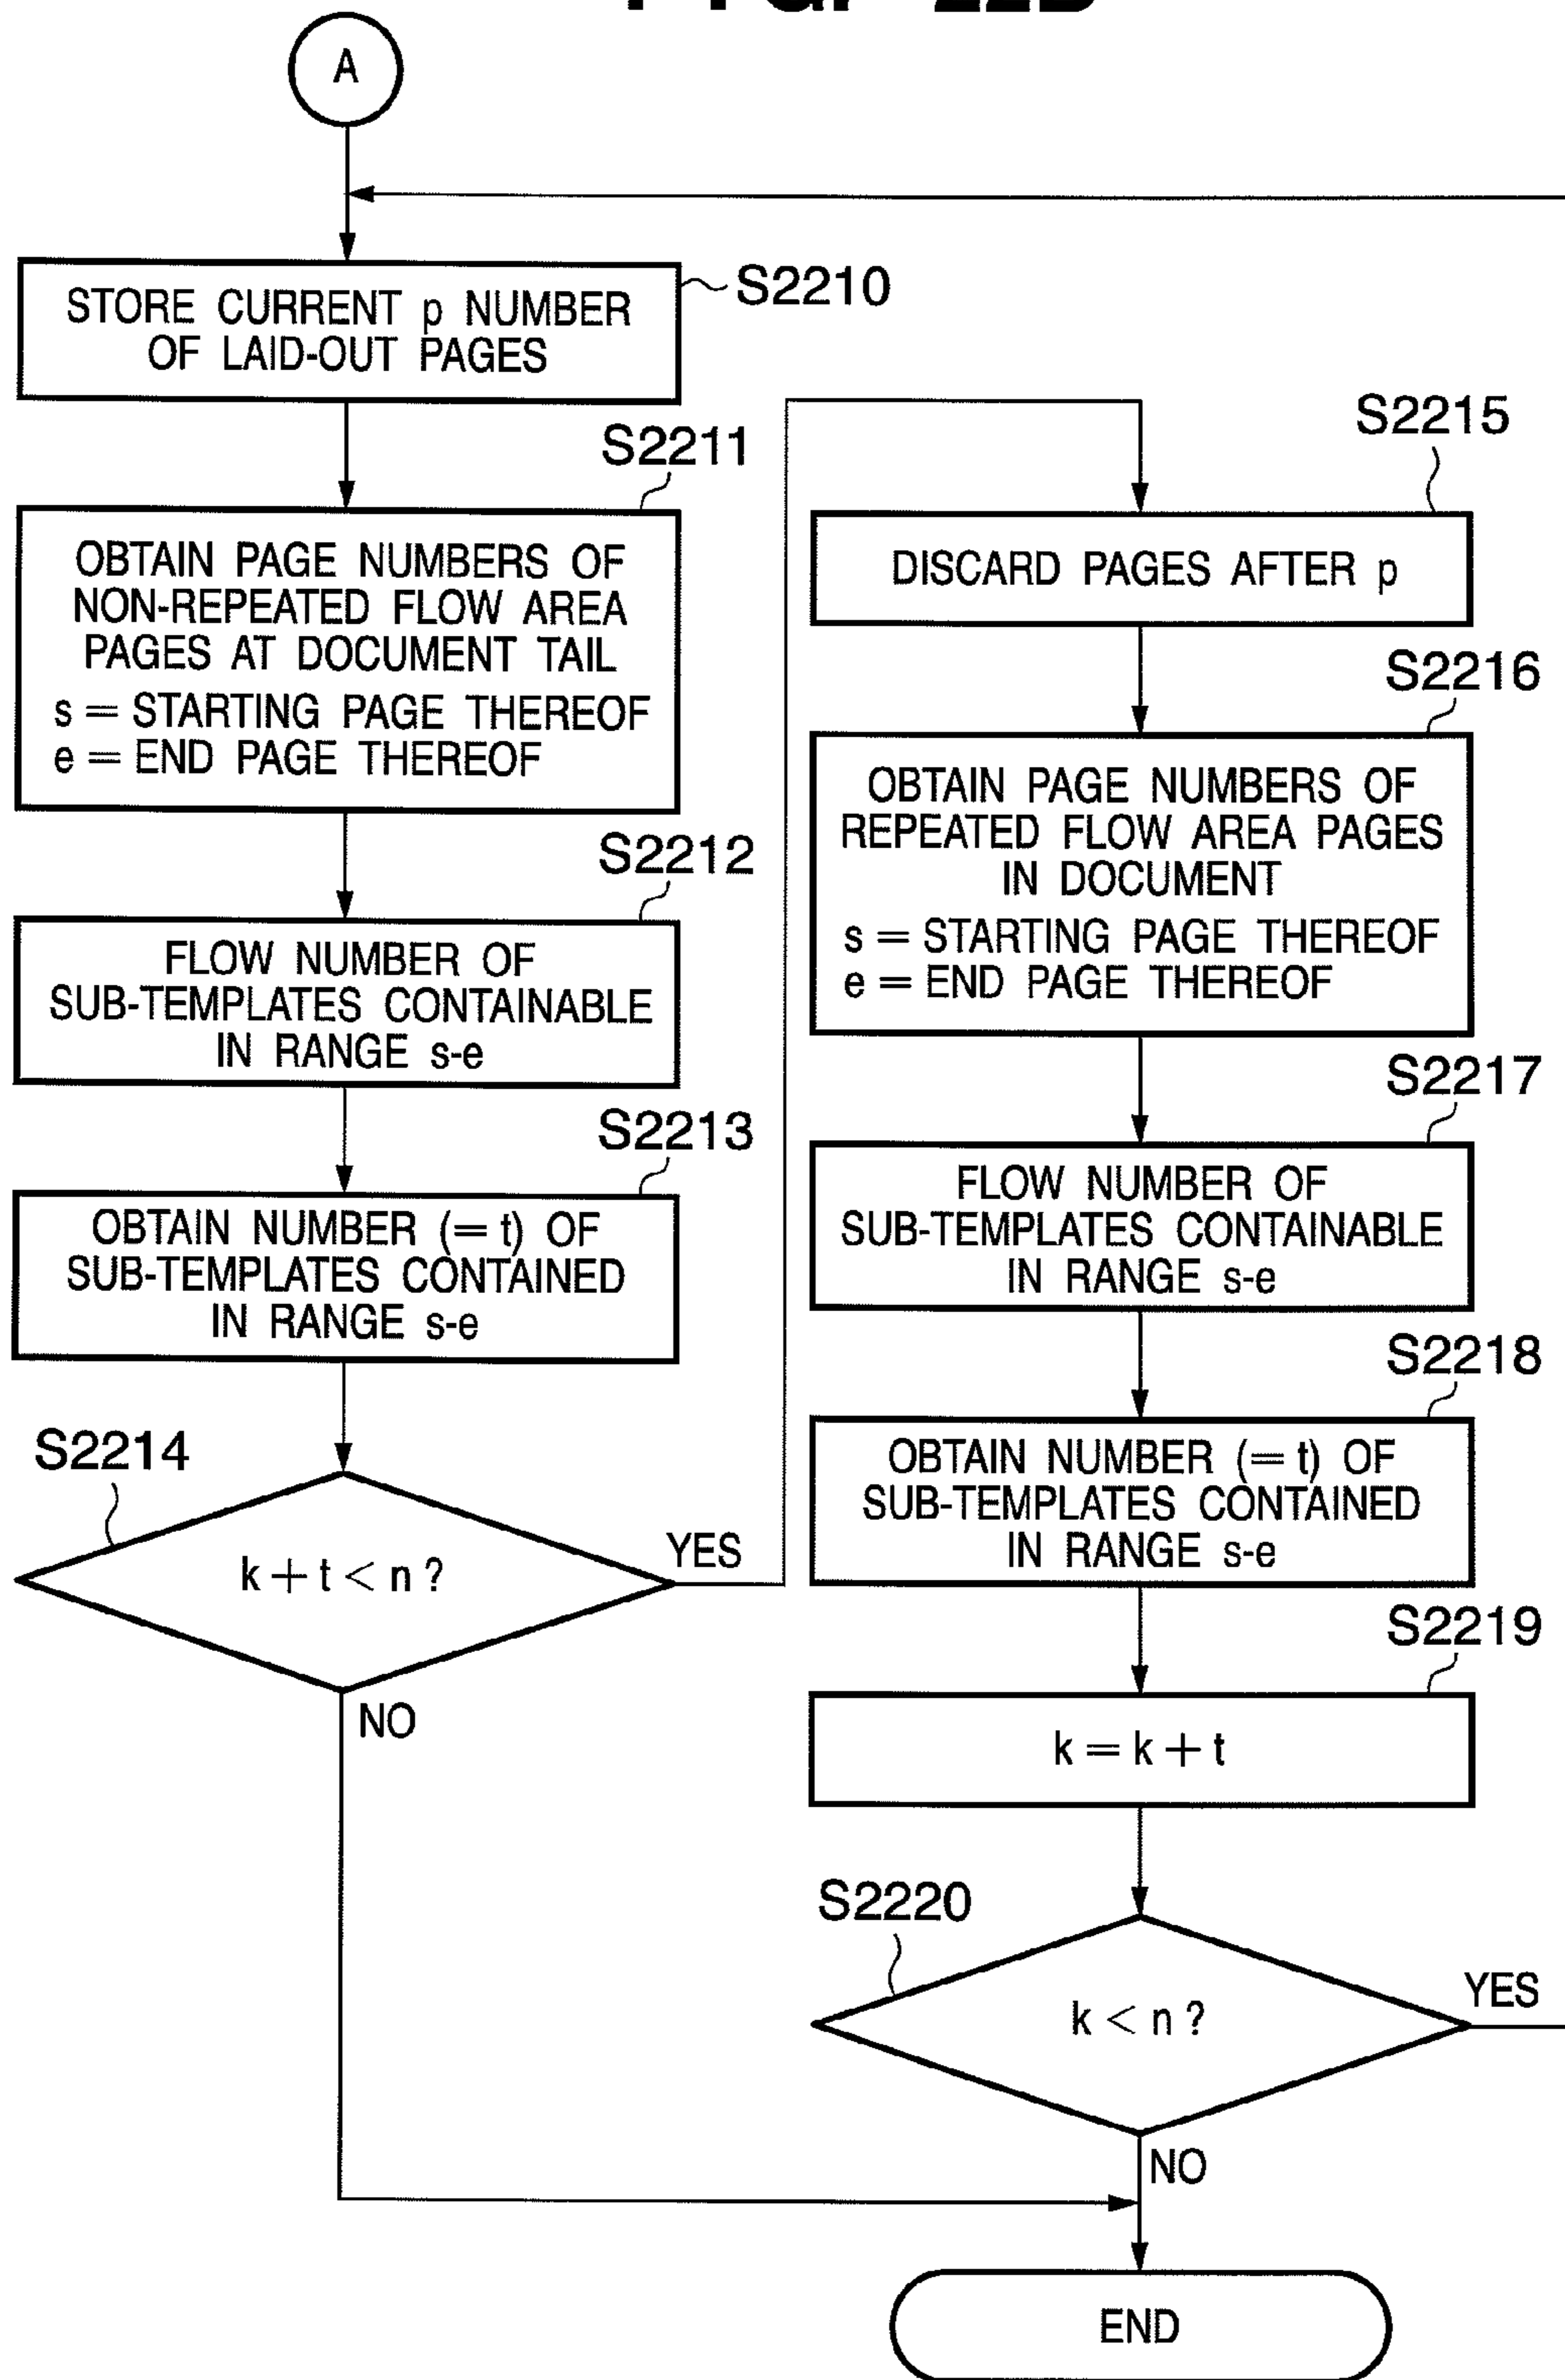 A
STORE CURRENT p NUMBER
OF LAID-OUT PAGES
S2210
S2211
OBTAIN PAGE NUMBERS OF
NON-REPEATED FLOW AREA
PAGES AT DOCUMENT TAIL
s = STARTING PAGE THEREOF
e = END PAGE THEREOF
S2212
FLOW NUMBER OF
SUB-TEMPLATES CONTAINABLE
IN RANGE s-e
S2213
OBTAIN NUMBER (= t) OF
SUB-TEMPLATES CONTAINED
IN RANGE s-e
S2214
k + t < n ?
YES
NO
S2215
DISCARD PAGES AFTER p
S2216
OBTAIN PAGE NUMBERS OF
REPEATED FLOW AREA PAGES
IN DOCUMENT
s = STARTING PAGE THEREOF
e = END PAGE THEREOF
S2217
FLOW NUMBER OF
SUB-TEMPLATES CONTAINABLE
IN RANGE s-e
S2218
OBTAIN NUMBER (= t) OF
SUB-TEMPLATES CONTAINED
IN RANGE s-e
S2219
k = k + t
S2220
k < n ?
YES
NO
END